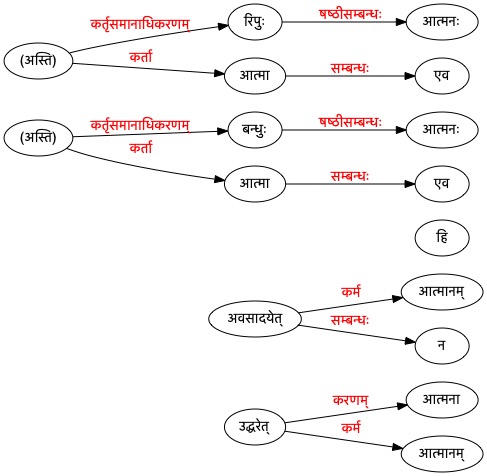 कर्तृसमानाधिकरणम् रिपुः षष्ठीसम्बन्धः आत्मनः
(अस्ति) कर्ता आत्मा सम्बन्धः एव
कर्तृसमानाधिकरणम् बन्धुः षष्ठीसम्बन्धः आत्मनः
(अस्ति) कर्ता आत्मा सम्बन्धः एव
हि
कर्म आत्मानम्
अवसादयेत् सम्बन्धः न
करणम् आत्मना
उद्धरेत् कर्म आत्मानम्